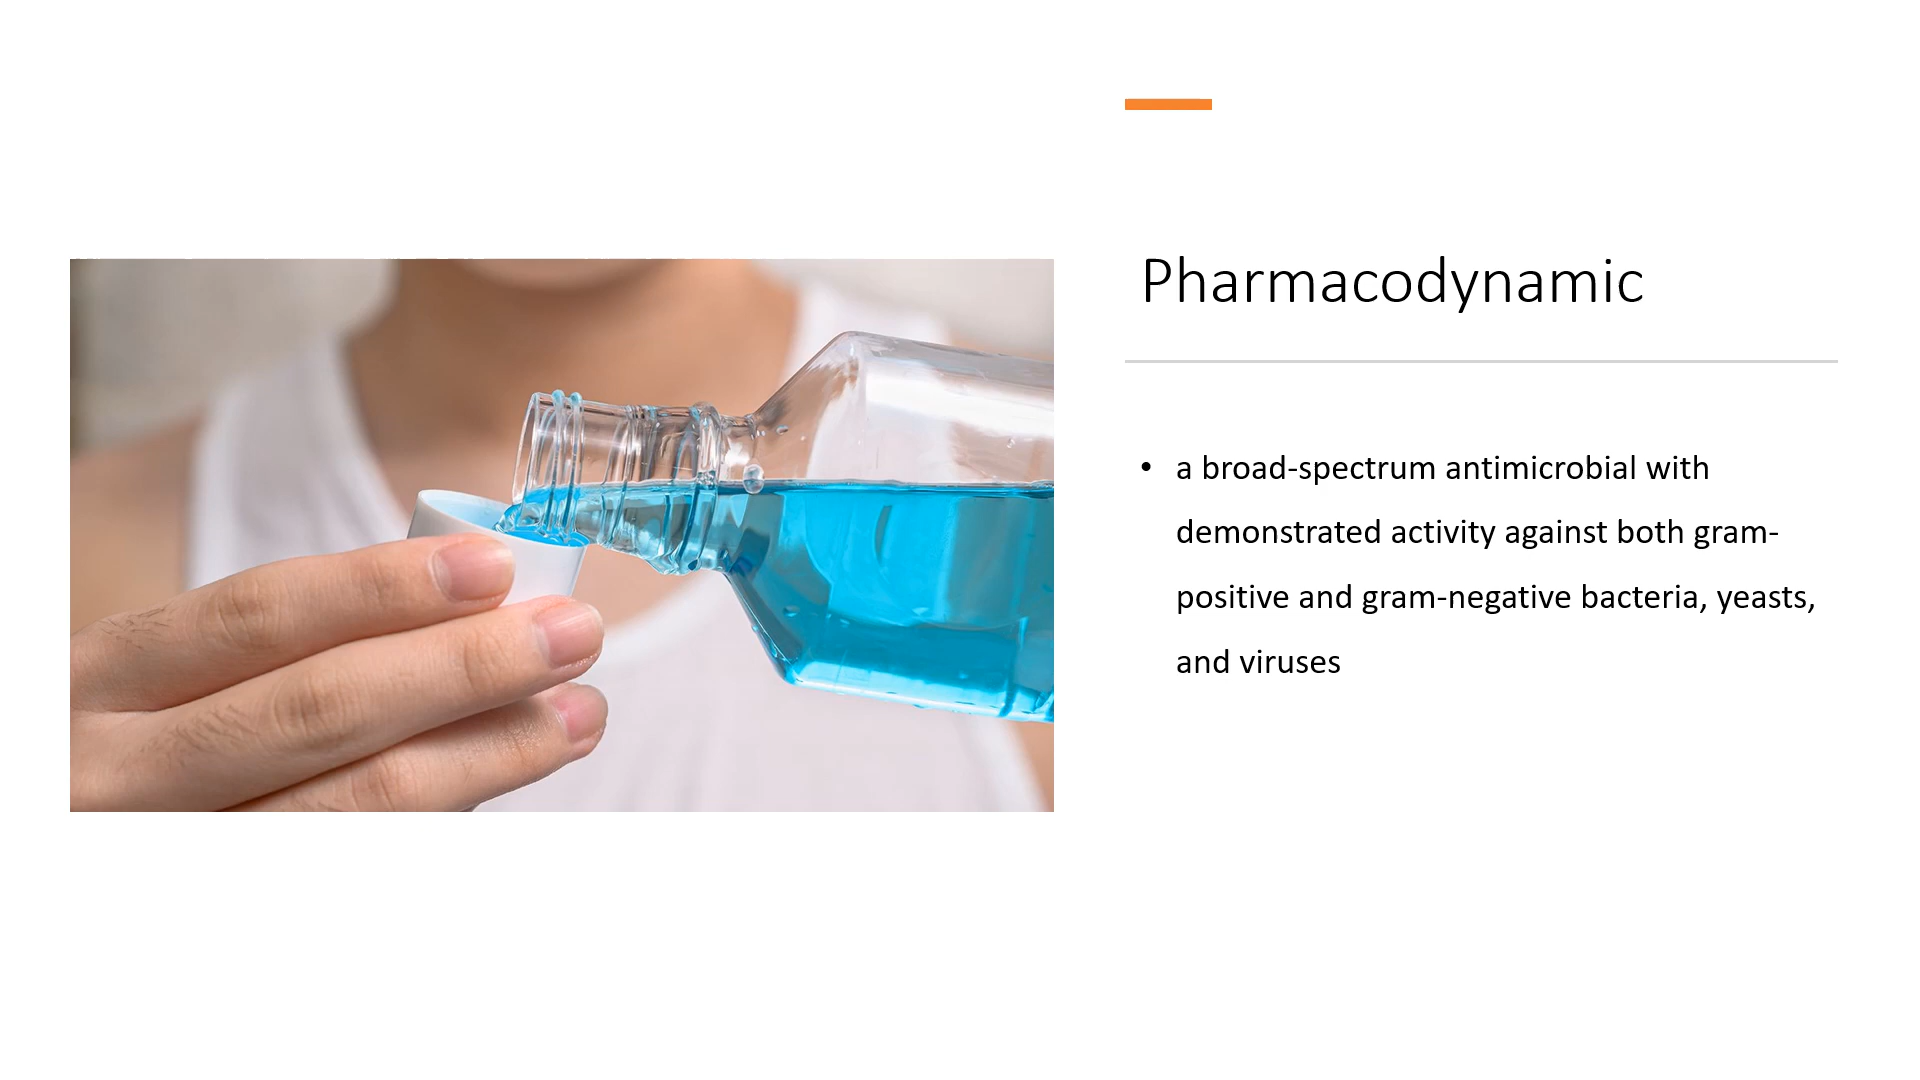 Pharmacodynamic
• a broad-spectrum antimicrobial with
demonstrated activity against both gram-
positive and gram-negative bacteria, yeasts,
and viruses